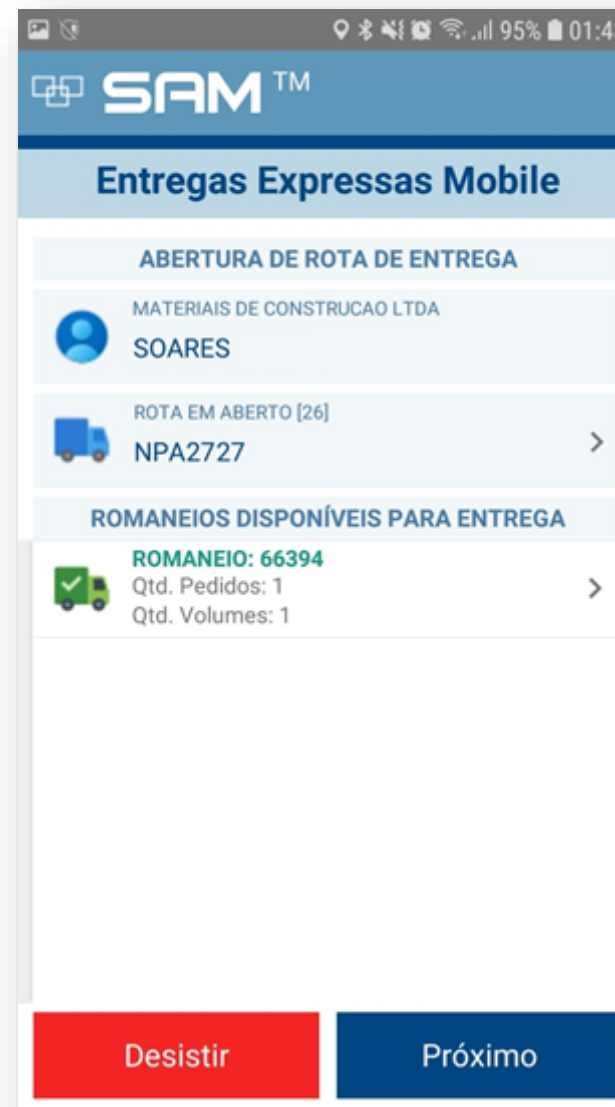 95% 01:4
SAM™
Entregas Expressas Mobile
ABERTURA DE ROTA DE ENTREGA
MATERIAIS DE CONSTRUCAO LTDA
SOARES
ROTA EM ABERTO [26]
NPA2727
ROMANEIOS DISPONÍVEIS PARA ENTREGA
ROMANEIO: 66394
Qtd. Pedidos: 1
Qtd. Volumes: 1
Desistir Próximo